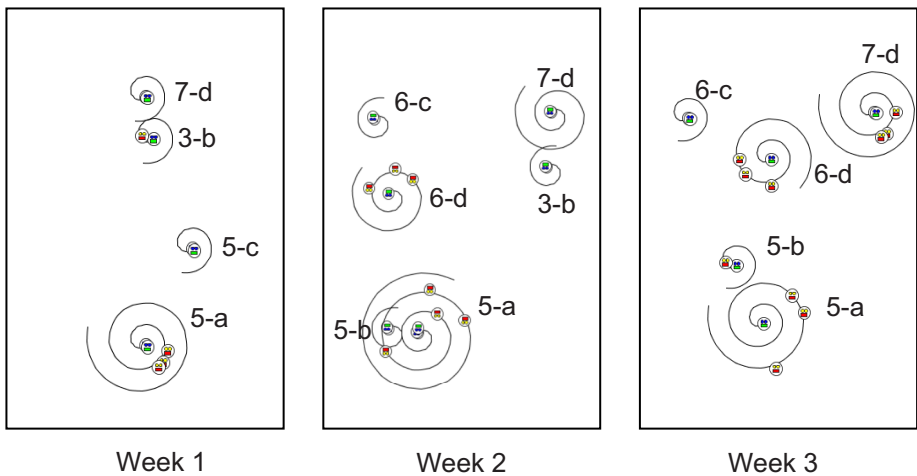 7-d
3-b
5-c
5-a
Week 1
6-c
7-d
6-d
3-b
5-a
5-b
Week 2
7-d
6-c
6-d
5-b
5-a
Week 3